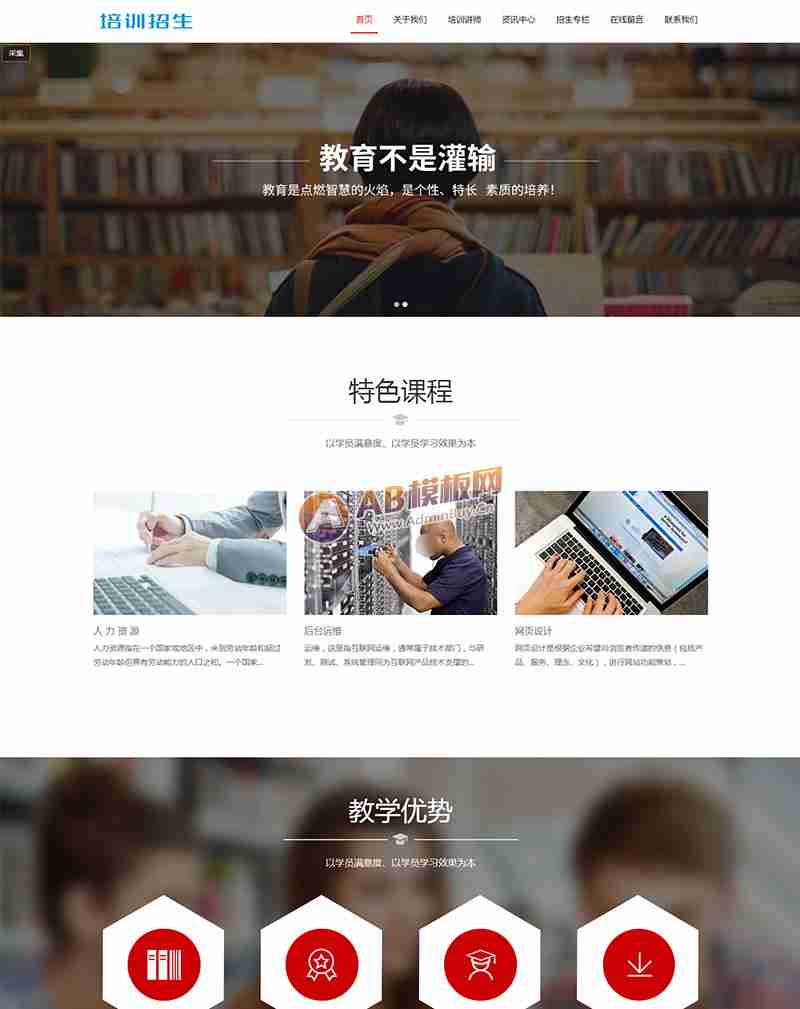 培训招生
首页 关于我们 培训讲师 资讯中心 招生专栏 在线留言 联系我们
采集
教育不是灌输
教育是点燃智慧的火焰，是个性、特长 素质的培养！
特色课程
以学员满意度、以学员学习效果为本
AB模板网
www.AdminBuy.Cn
人 力 资 源
人力资源指在一个国家或地区中，未到劳动年龄和超过
劳动年龄但具有劳动能力的人口之和。一个国家...
后台运维
运维，这里指互联网运维，通常属于技术部门，与研
发、测试、系统管理同为互联网产品技术支撑的...
网页设计
网页设计是根据企业希望向浏览者传递的信息（包括产
品、服务、理念、文化），进行网站功能策划，...
教学优势
以学员满意度、以学员学习效果为本